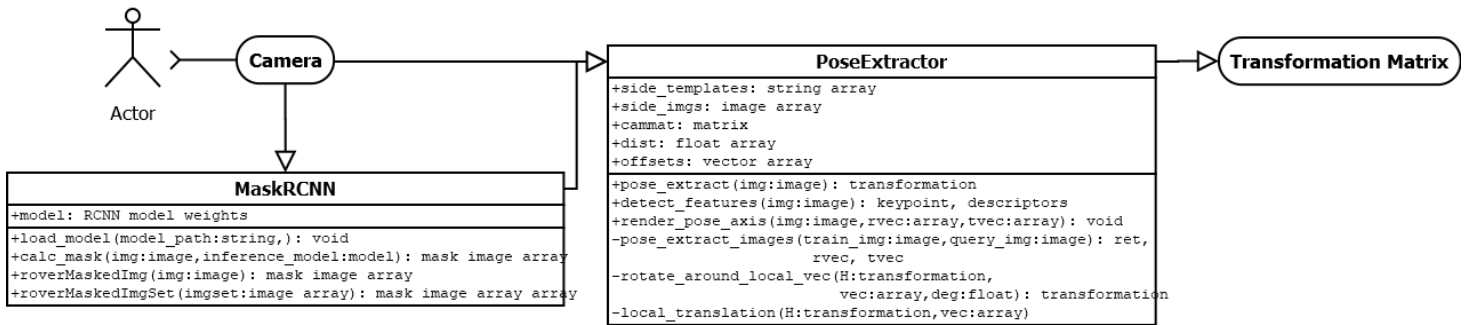 Actor
Camera
MaskRCNN
+model: RCNN model weights
+load_model(model_path:string,): void
+calc_mask(img:image,inference_model:model): mask image array
+roverMaskedImg(img:image): mask image array
+roverMaskedImgSet(imgset:image array): mask image array array
PoseExtractor
+side_templates: string array
+side_imgs: image array
+cammat: matrix
+dist: float array
+offsets: vector array
+pose_extract(img:image): transformation
+detect_features(img:image): keypoint, descriptors
+render_pose_axis(img:image,rvec:array,tvec:array): void
-pose_extract_images(train_img:image,query_img:image): ret,
rvec, tvec
-rotate_around_local_vec(H:transformation,
vec:array,deg:float): transformation
-local_translation(H:transformation,vec:array)
Transformation Matrix